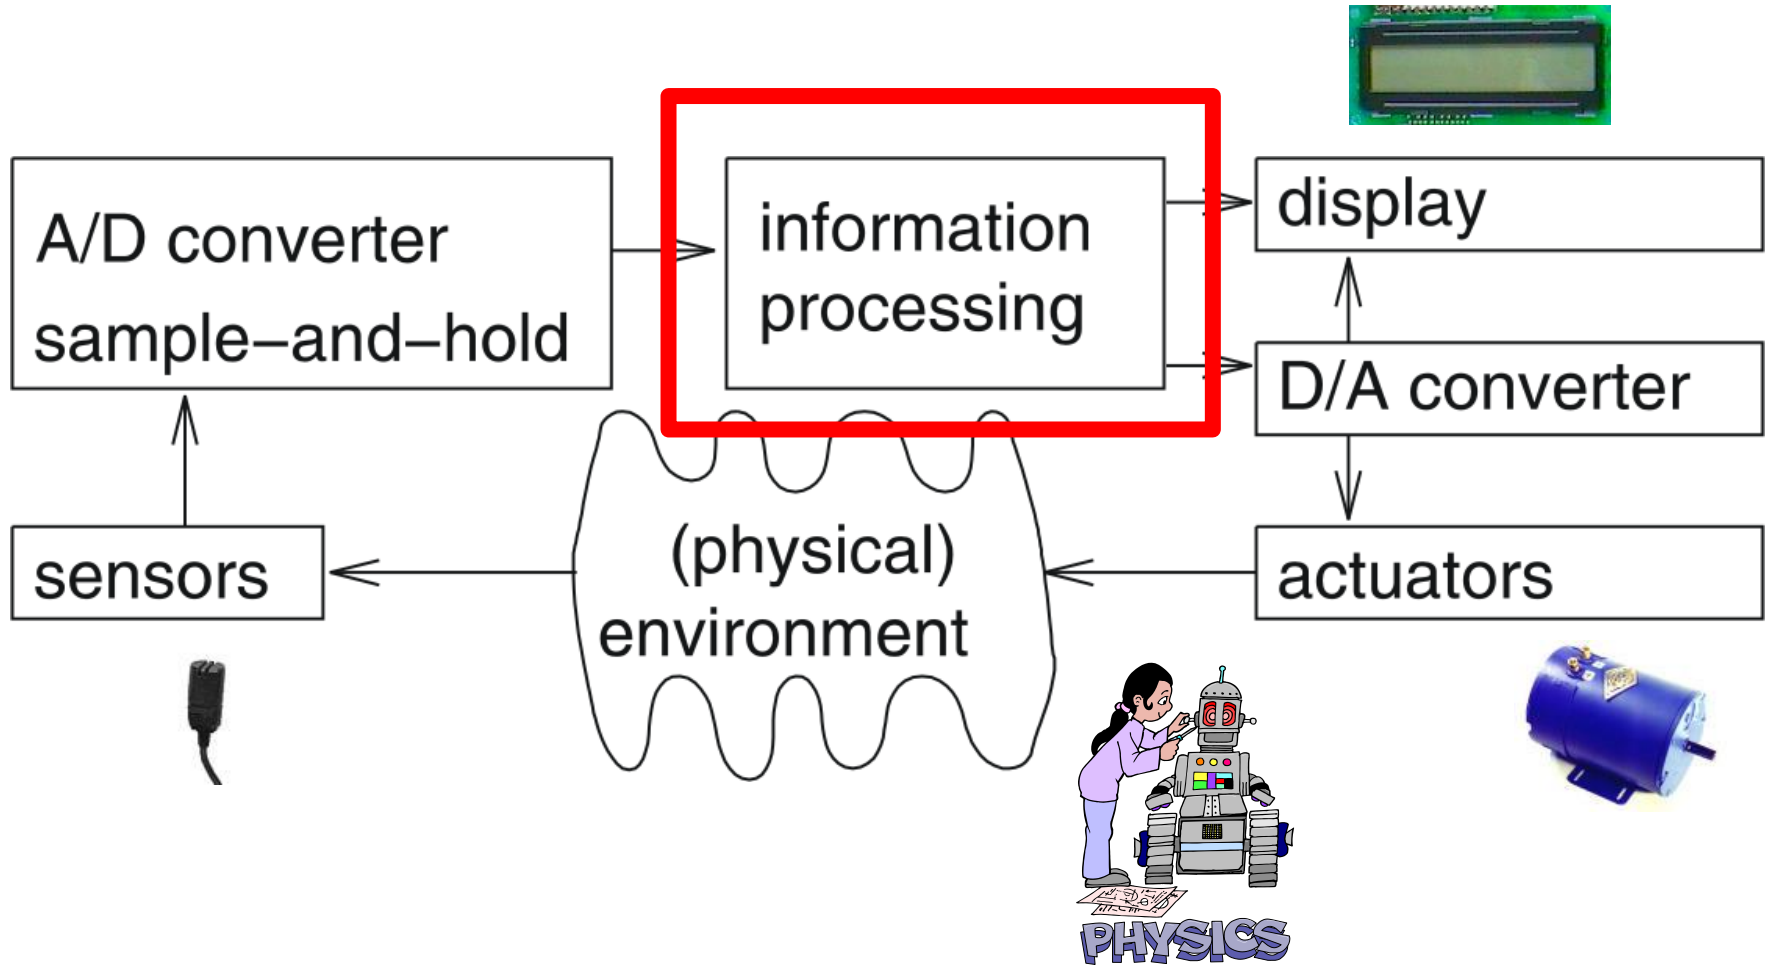 A/D converter
sample–and–hold
information
processing
display
D/A converter
sensors
(physical)
environment
actuators
PHYSICS